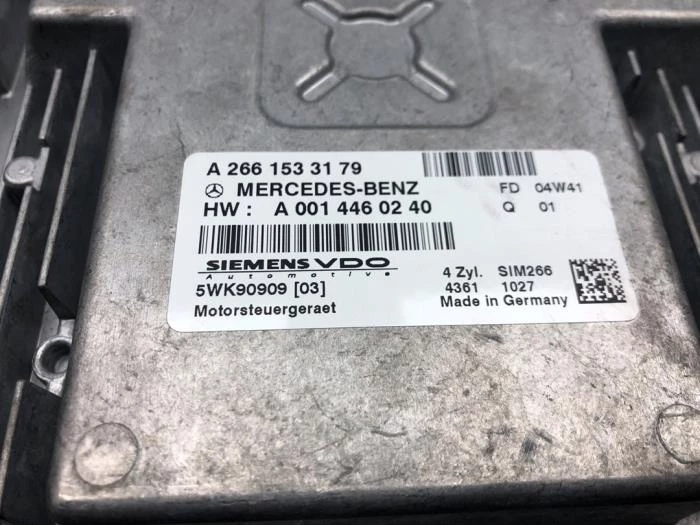 A 266 153 31 79
MERCEDES-BENZ
FD 04W41
HW : A 001 446 02 40
Q 01
SIEMENS VDO
Automotive
4 Zyl. SIM266
5WK90909 [03]
4361 1027
Motorsteuergeraet
Made in Germany